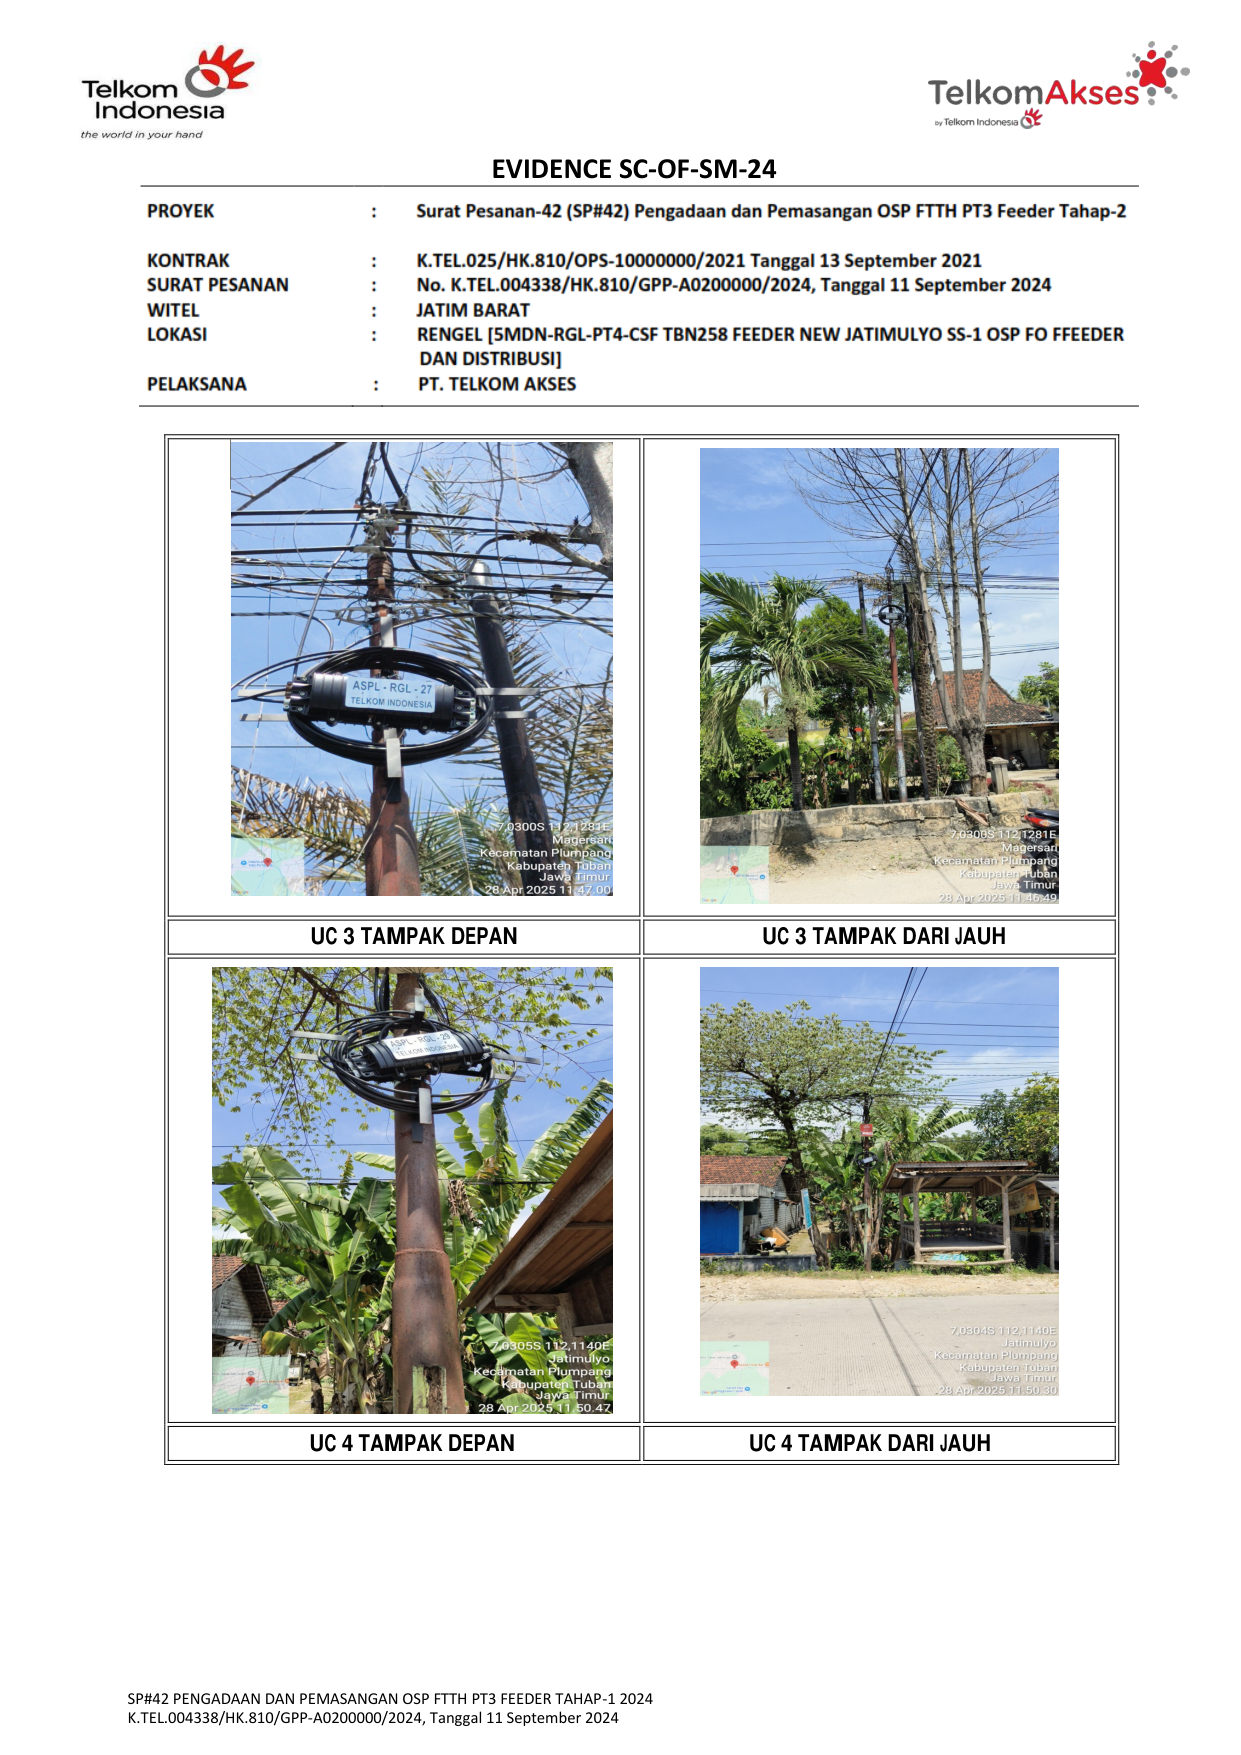 Telkom
Indonesia
the world in your hand
TelkomAkses
by Telkom Indonesia
EVIDENCE SC-OF-SM-24
PROYEK : Surat Pesanan-42 (SP#42) Pengadaan dan Pemasangan OSP FTTH PT3 Feeder Tahap-2
KONTRAK : K.TEL.025/HK.810/OPS-10000000/2021 Tanggal 13 September 2021
SURAT PESANAN : No. K.TEL.004338/HK.810/GPP-A0200000/2024, Tanggal 11 September 2024
WITEL : JATIM BARAT
LOKASI : RENGEL [5MDN-RGL-PT4-CSF TBN258 FEEDER NEW JATIMULYO SS-1 OSP FO FFEEDER
DAN DISTRIBUSI]
PELAKSANA : PT. TELKOM AKSES
ASPL - RGL - 27
TELKOM INDONESIA
7,0300S 112,1281E
Magersari
Kecamatan Plumpang
Kabupaten Tuban
Jawa Timur
28 Apr 2025 11.47.00
7,0300S 112,1281E
Magersari
Kecamatan Plumpang
Kabupaten Tuban
Jawa Timur
28 Apr 2025 11.46.49
UC 3 TAMPAK DEPAN
UC 3 TAMPAK DARI JAUH
ASPL - RGL - 29
TELKOM INDONESIA
7,0305S 112,1140E
Jatimulyo
Kecamatan Plumpang
Kabupaten Tuban
Jawa Timur
28 Apr 2025 11.50.47
7,0304S 112,1140E
Jatimulyo
Kecamatan Plumpang
Kabupaten Tuban
Jawa Timur
28 Apr 2025 11.50.30
UC 4 TAMPAK DEPAN
UC 4 TAMPAK DARI JAUH
SP#42 PENGADAAN DAN PEMASANGAN OSP FTTH PT3 FEEDER TAHAP-1 2024
K.TEL.004338/HK.810/GPP-A0200000/2024, Tanggal 11 September 2024